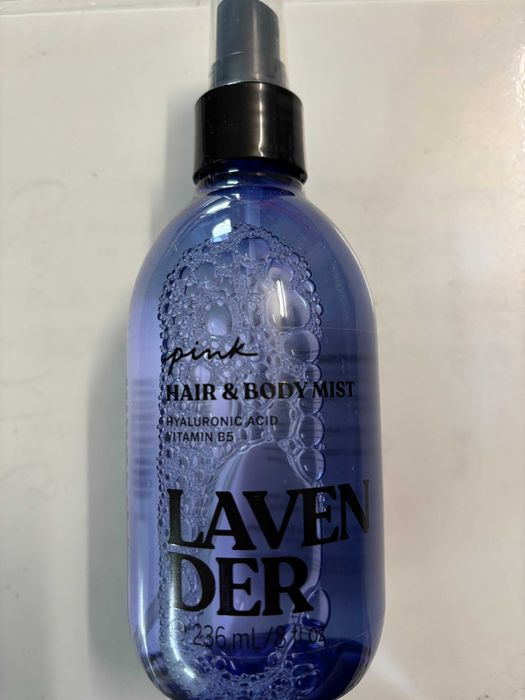 pink
HAIR & BODY MIST
HYALURONIC ACID
VITAMIN B5
LAVEN
DER
℮ 236 mL/8 fl oz